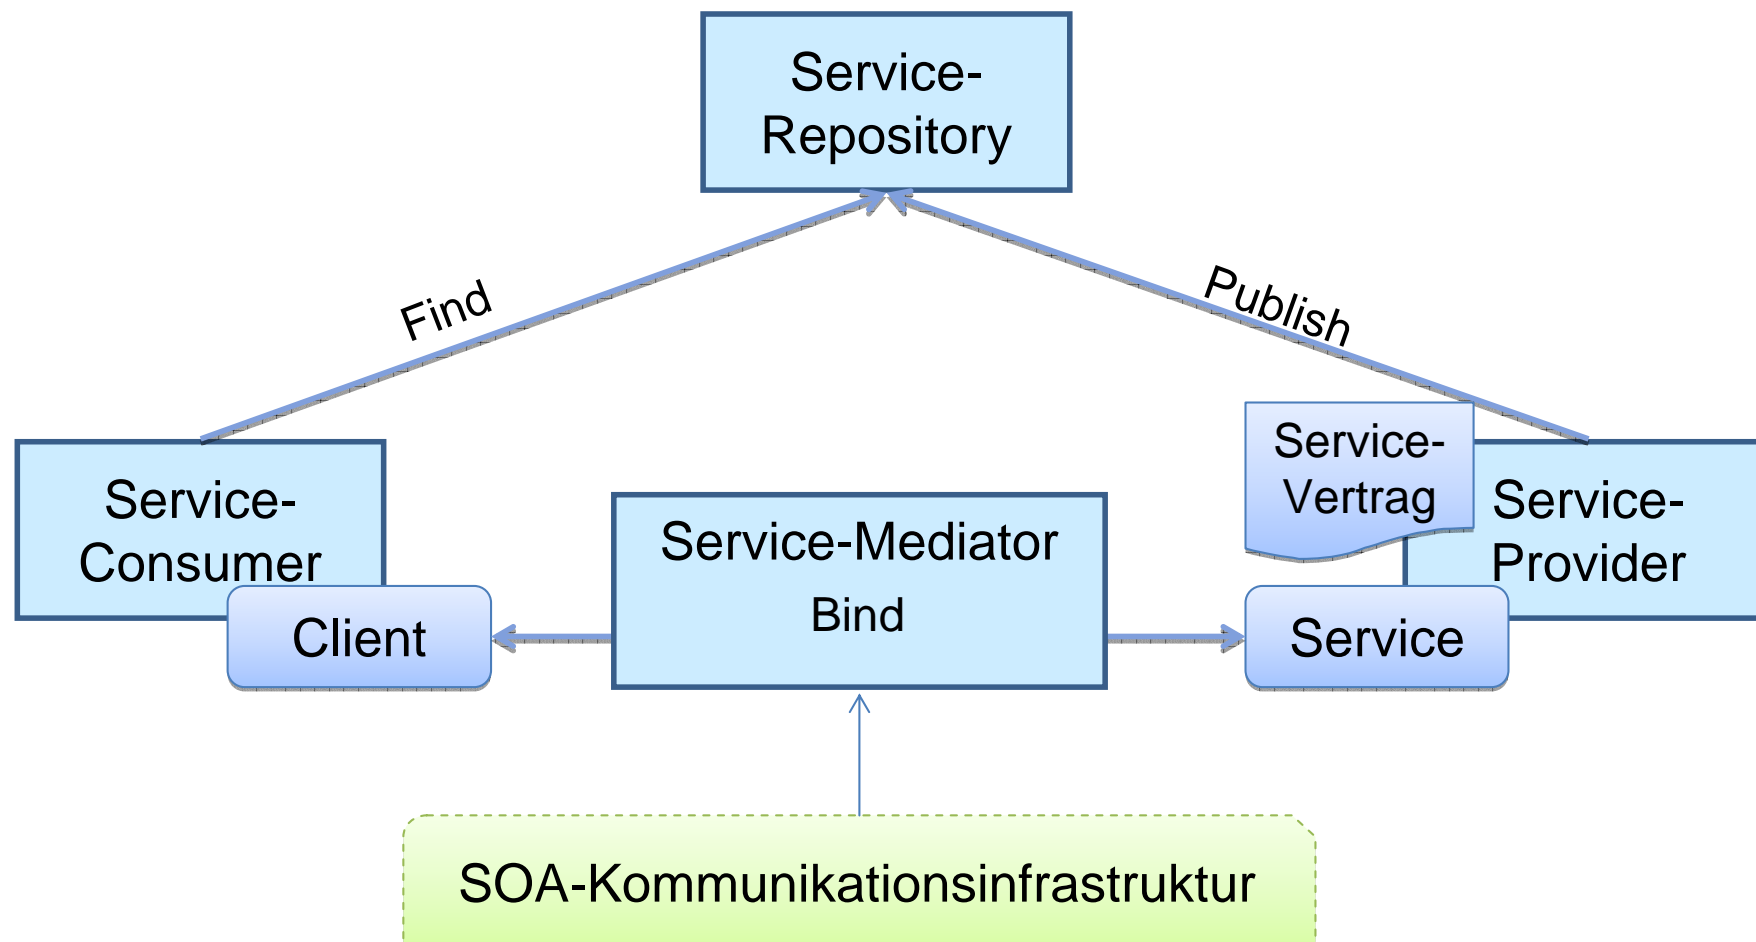 Service-
Repository
Find
Publish
Service-
Consumer
Client
Service-Mediator
Bind
Service-
Vertrag
Service-
Provider
Service
SOA-Kommunikationsinfrastruktur